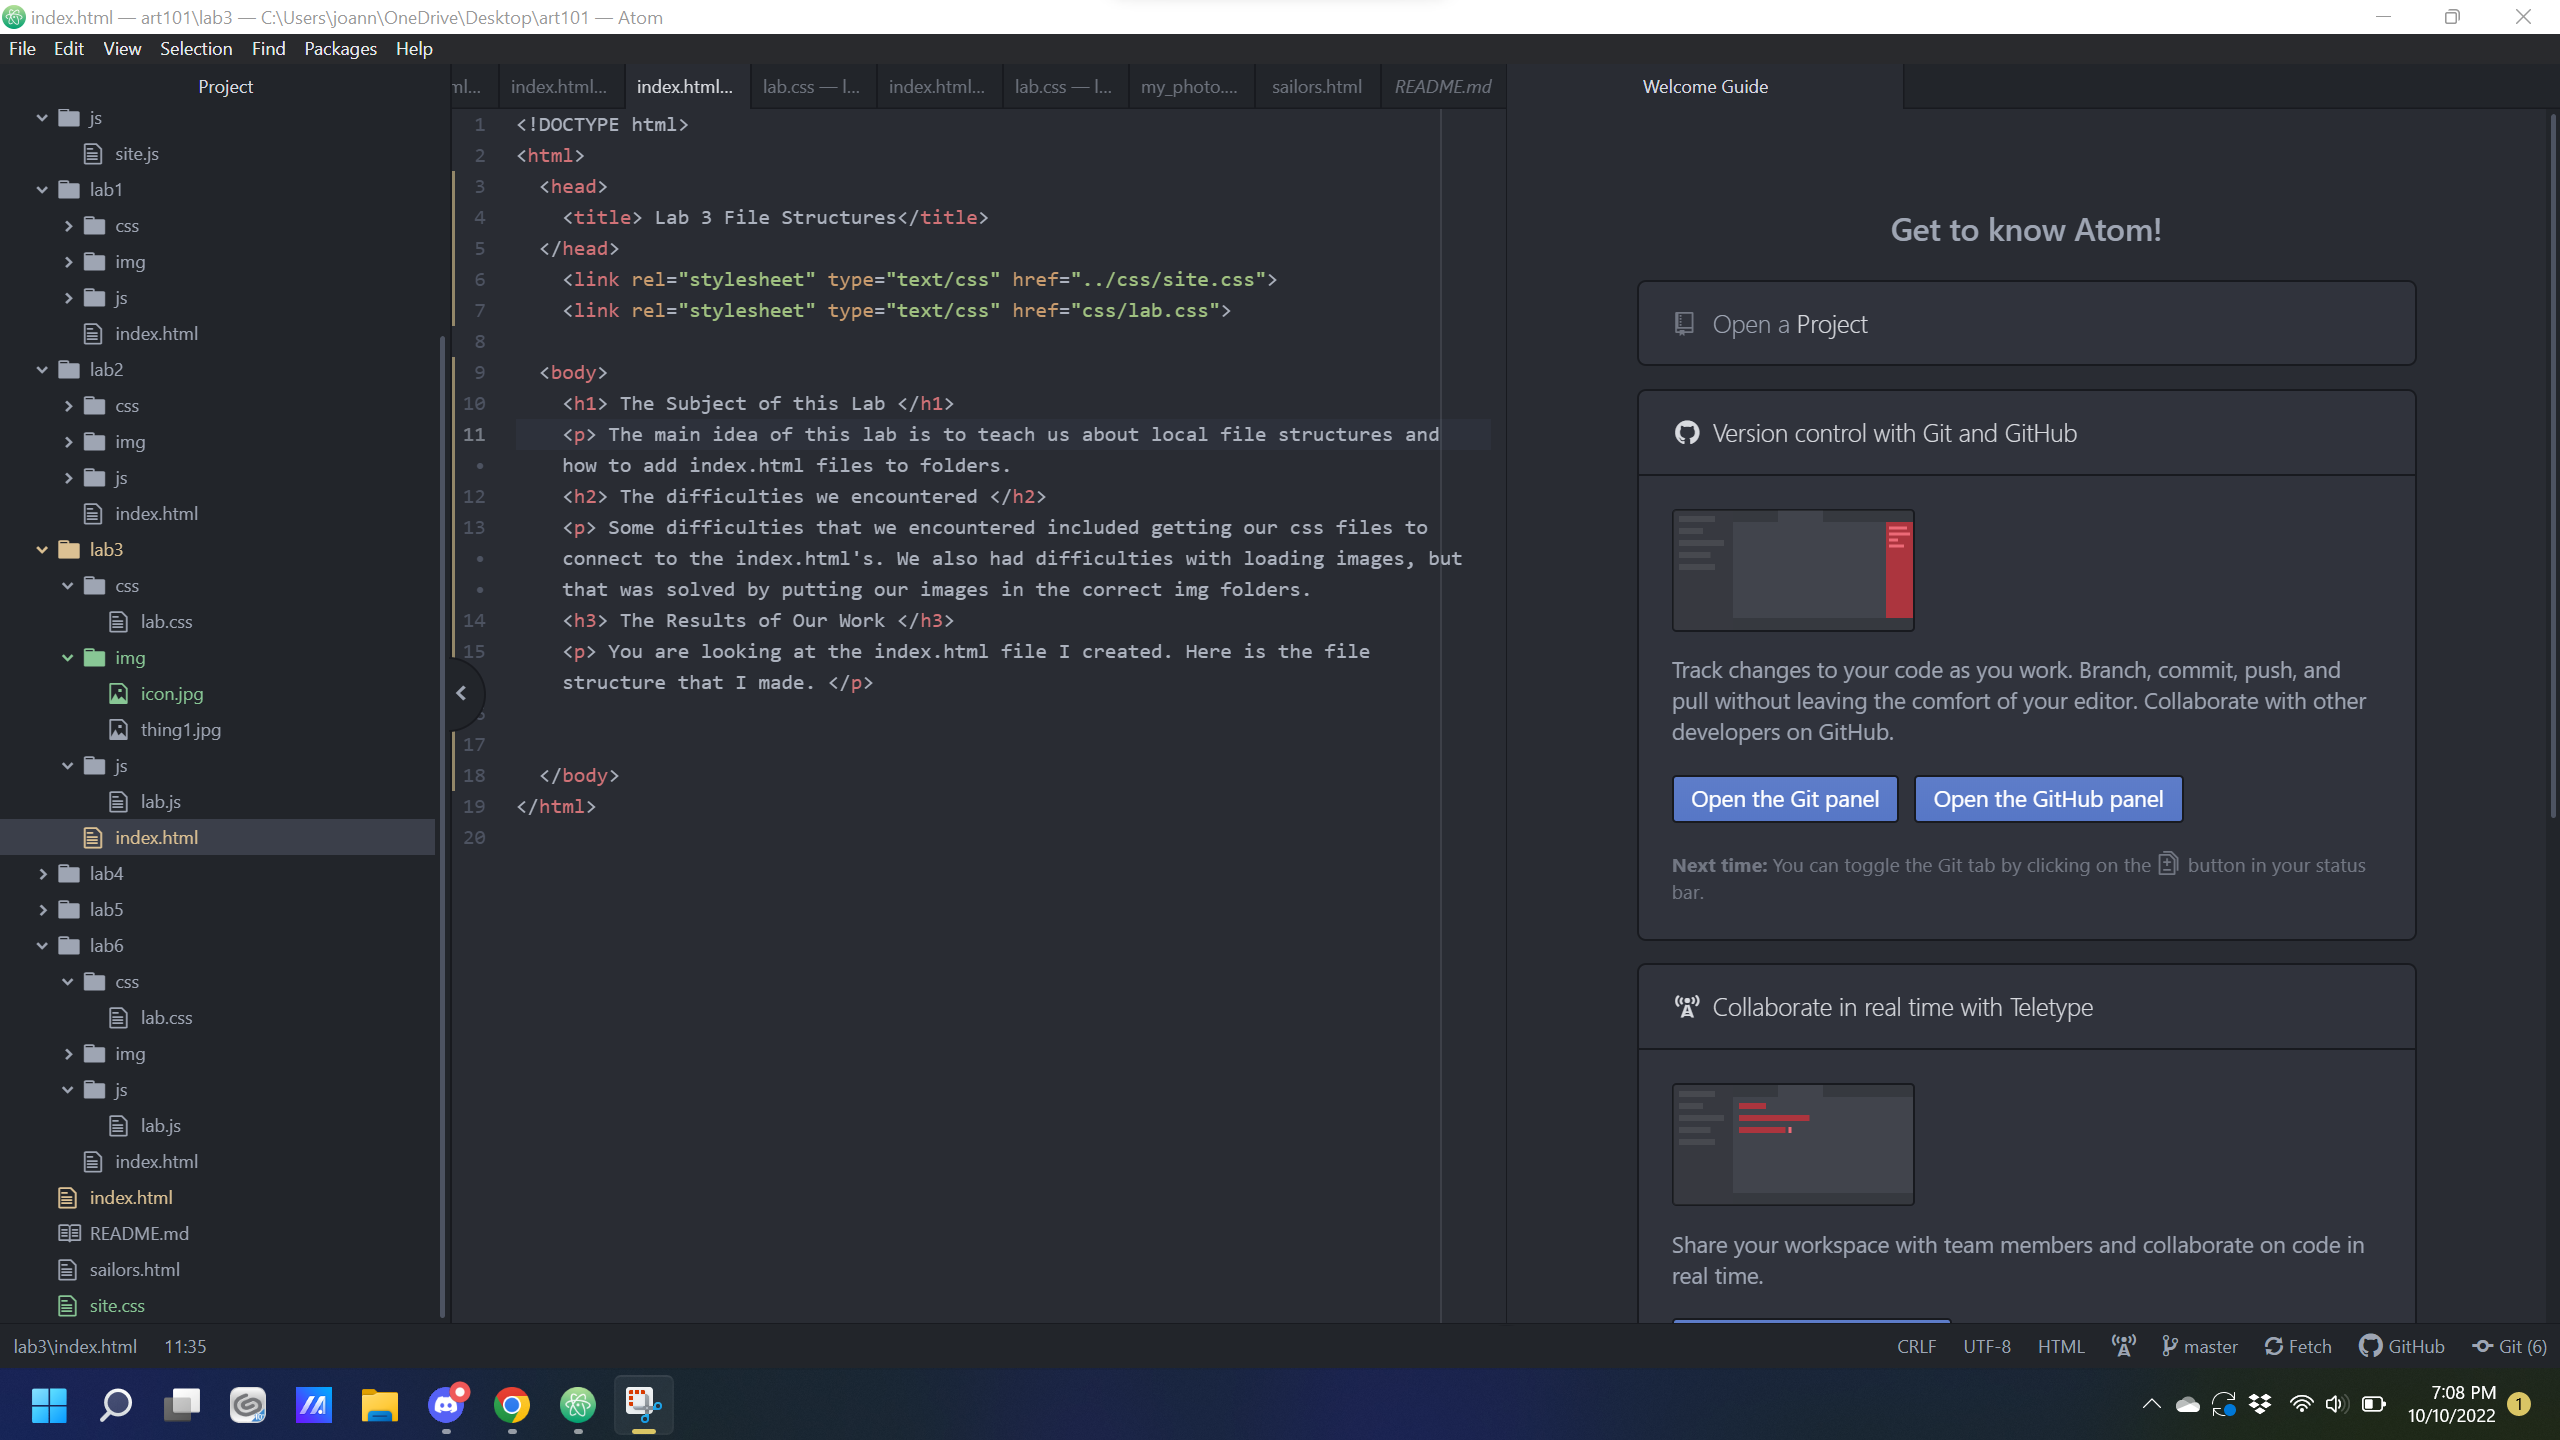 index.html — art101\lab3 — C:\Users\joann\OneDrive\Desktop\art101 — Atom
File Edit View Selection Find Packages Help
Project
js
site.js
lab1
css
img
js
index.html
lab2
css
img
js
index.html
lab3
css
lab.css
img
icon.jpg
thing1.jpg
js
lab.js
index.html
lab4
lab5
lab6
css
lab.css
img
js
lab.js
index.html
index.html
README.md
sailors.html
site.css
ml... index.html... index.html... lab.css — l... index.html... lab.css — l... my_photo.... sailors.html README.md
1 <!DOCTYPE html>
2 <html>
3 <head>
4 <title> Lab 3 File Structures</title>
5 </head>
6 <link rel="stylesheet" type="text/css" href="../css/site.css">
7 <link rel="stylesheet" type="text/css" href="css/lab.css">
8
9 <body>
10 <h1> The Subject of this Lab </h1>
11 <p> The main idea of this lab is to teach us about local file structures and
• how to add index.html files to folders.
12 <h2> The difficulties we encountered </h2>
13 <p> Some difficulties that we encountered included getting our css files to
• connect to the index.html's. We also had difficulties with loading images, but
• that was solved by putting our images in the correct img folders.
14 <h3> The Results of Our Work </h3>
15 <p> You are looking at the index.html file I created. Here is the file
structure that I made. </p>
17
18 </body>
19 </html>
20
Welcome Guide
Get to know Atom!
Open a Project
Version control with Git and GitHub
Track changes to your code as you work. Branch, commit, push, and
pull without leaving the comfort of your editor. Collaborate with other
developers on GitHub.
Open the Git panel Open the GitHub panel
Next time: You can toggle the Git tab by clicking on the button in your status
bar.
Collaborate in real time with Teletype
Share your workspace with team members and collaborate on code in
real time.
lab3\index.html 11:35 CRLF UTF-8 HTML master Fetch GitHub Git (6)
7:08 PM
10/10/2022
1